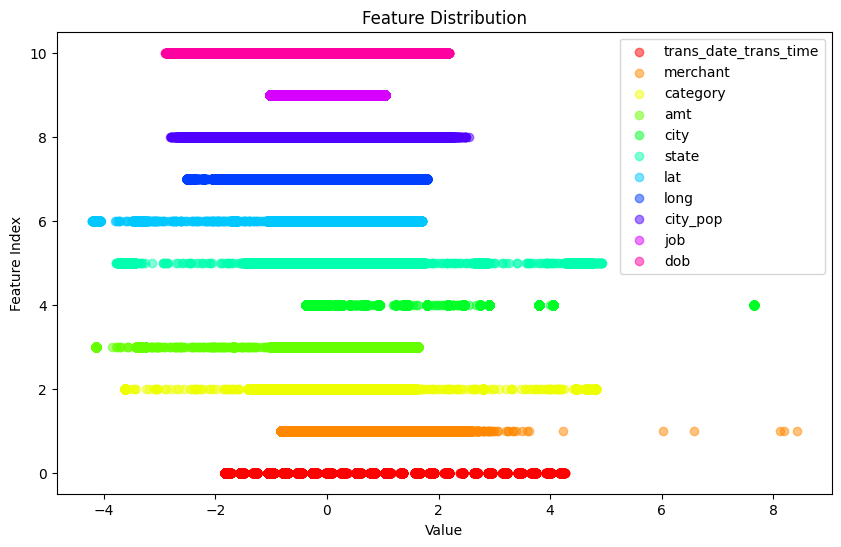 Feature Distribution
10
8
6
4
2
0
Feature Index
−4
−2
0
2
4
6
8
Value
trans_date_trans_time
merchant
category
amt
city
state
lat
long
city_pop
job
dob